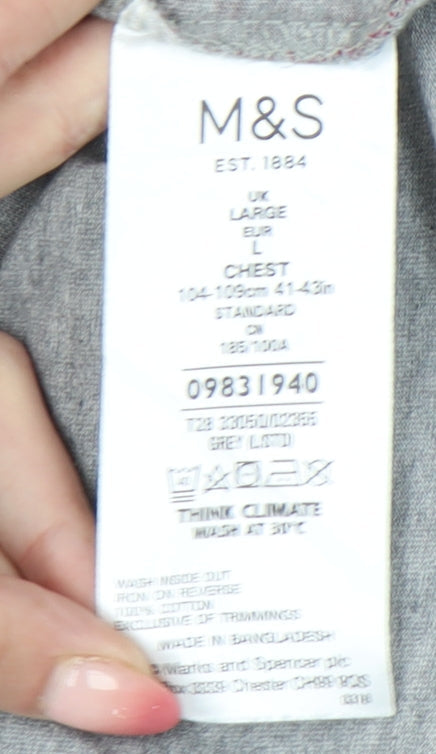 M&S
EST. 1884
UK
LARGE
EUR
L
CHEST
104-109cm 41-43in
STANDARD
CN
185/100A
09831940
T28
GREY
THINK CLIMATE
WASH AT 30°C
WASH INSIDE OUT
IRON ON REVERSE
100% COTTON
EXCLUSIVE OF TRIMMINGS
MADE IN BANGLADESH
Marks and Spencer plc
Chester